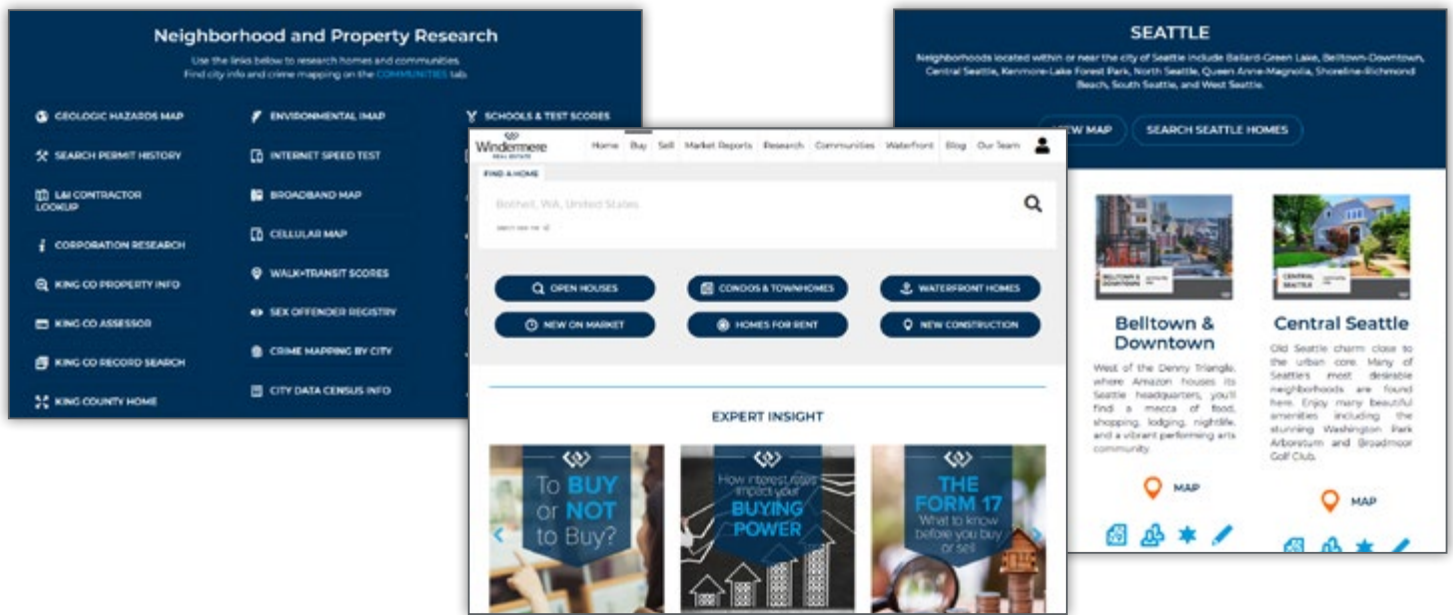 Neighborhood and Property Research
Use the links below to research homes and communities.
Find city info and crime mapping on the COMMUNITIES tab.
GEOLOGIC HAZARDS MAP
SEARCH PERMIT HISTORY
L&I CONTRACTOR
LOOKUP
CORPORATION RESEARCH
KING CO PROPERTY INFO
KING CO ASSESSOR
KING CO RECORD SEARCH
KING COUNTY HOME
ENVIRONMENTAL IMAP
INTERNET SPEED TEST
BROADBAND MAP
CELLULAR MAP
WALK+TRANSIT SCORES
SEX OFFENDER REGISTRY
CRIME MAPPING BY CITY
CITY DATA CENSUS INFO
SCHOOLS & TEST SCORES
Windermere
REAL ESTATE
Home Buy Sell Market Reports Research Communities Waterfront Blog Our Team
FIND A HOME
Bothell, WA, United States
OPEN HOUSES
CONDOS & TOWNHOMES
WATERFRONT HOMES
NEW ON MARKET
HOMES FOR RENT
NEW CONSTRUCTION
EXPERT INSIGHT
To BUY
or NOT
to Buy?
How interest rates
impact your
BUYING
POWER
THE
FORM 17
What to know
before you buy
or sell
SEATTLE
Neighborhoods located within or near the city of Seattle include Ballard-Green Lake, Belltown-Downtown,
Central Seattle, Kenmore-Lake Forest Park, North Seattle, Queen Anne-Magnolia, Shoreline-Richmond
Beach, South Seattle, and West Seattle.
VIEW MAP
SEARCH SEATTLE HOMES
BELLTOWN &
DOWNTOWN
Belltown &
Downtown
West of the Denny Triangle,
where Amazon houses its
Seattle headquarters, you'll
find a mecca of food,
shopping, lodging, nightlife,
and a vibrant performing arts
community.
MAP
CENTRAL
SEATTLE
Central Seattle
Old Seattle charm close to
the urban core. Many of
Seattle's most desirable
neighborhoods are found
here. Enjoy many beautiful
amenities including the
stunning Washington Park
Arboretum and Broadmoor
Golf Club.
MAP